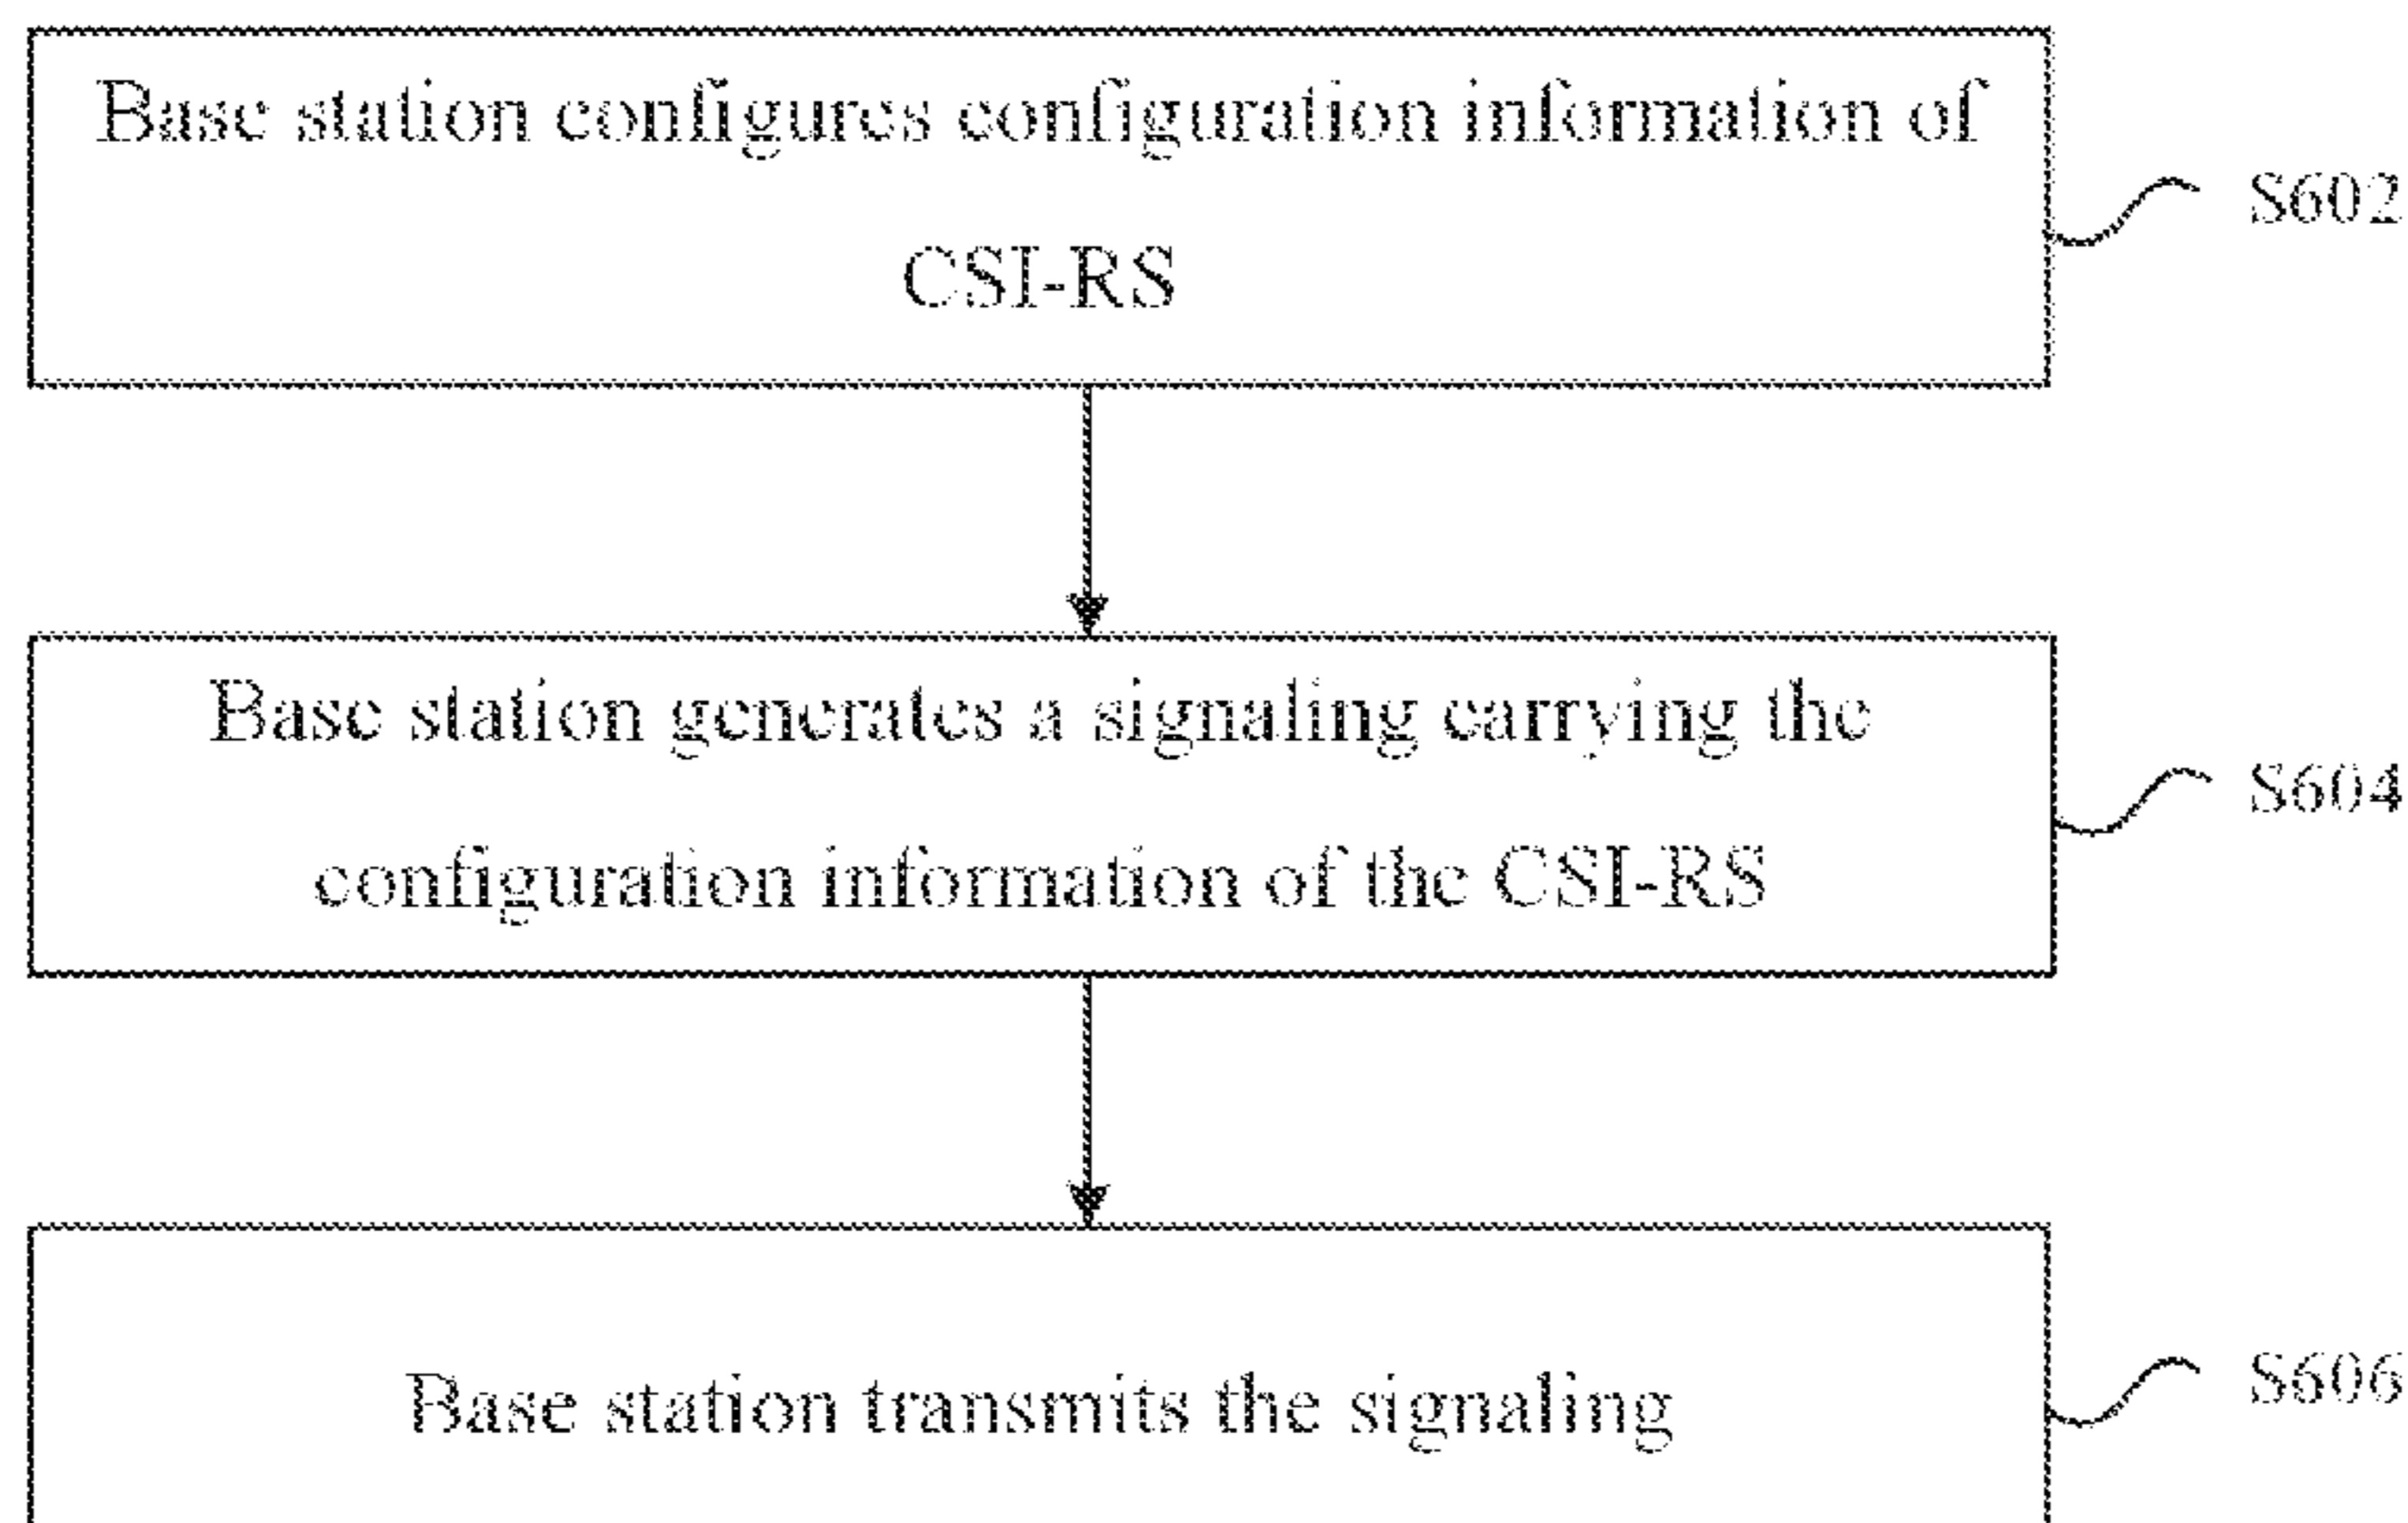 Base station configures configuration information of
CSI-RS
S602
Base station generates a signaling carrying the
configuration information of the CSI-RS
S604
Base station transmits the signaling
S606